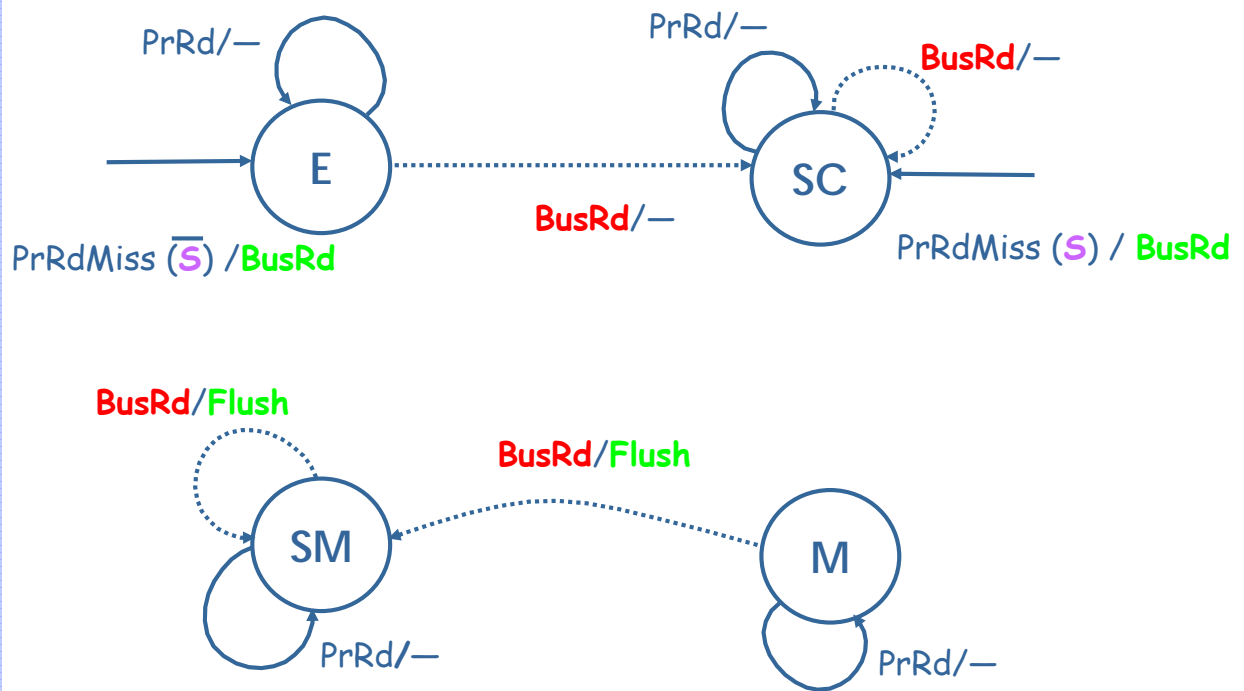 PrRd/—
PrRd/—
BusRd/—
E
SC
BusRd/—
PrRdMiss (S̅) /BusRd
PrRdMiss (S) / BusRd
BusRd/Flush
BusRd/Flush
SM
M
PrRd/—
PrRd/—